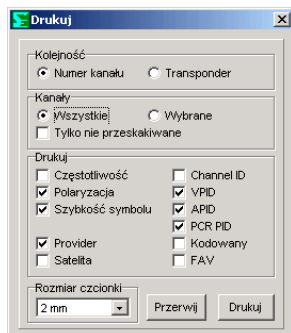 Drukuj
Kolejność
Numer kanału Transponder
Kanały
Wszystkie Wybrane
Tylko nie przeskakiwane
Drukuj
Częstotliwość Channel ID
Polaryzacja VPID
Szybkość symbolu APID
PCR PID
Provider Kodowany
Satelita FAV
Rozmiar czcionki
2 mm Przerwij Drukuj